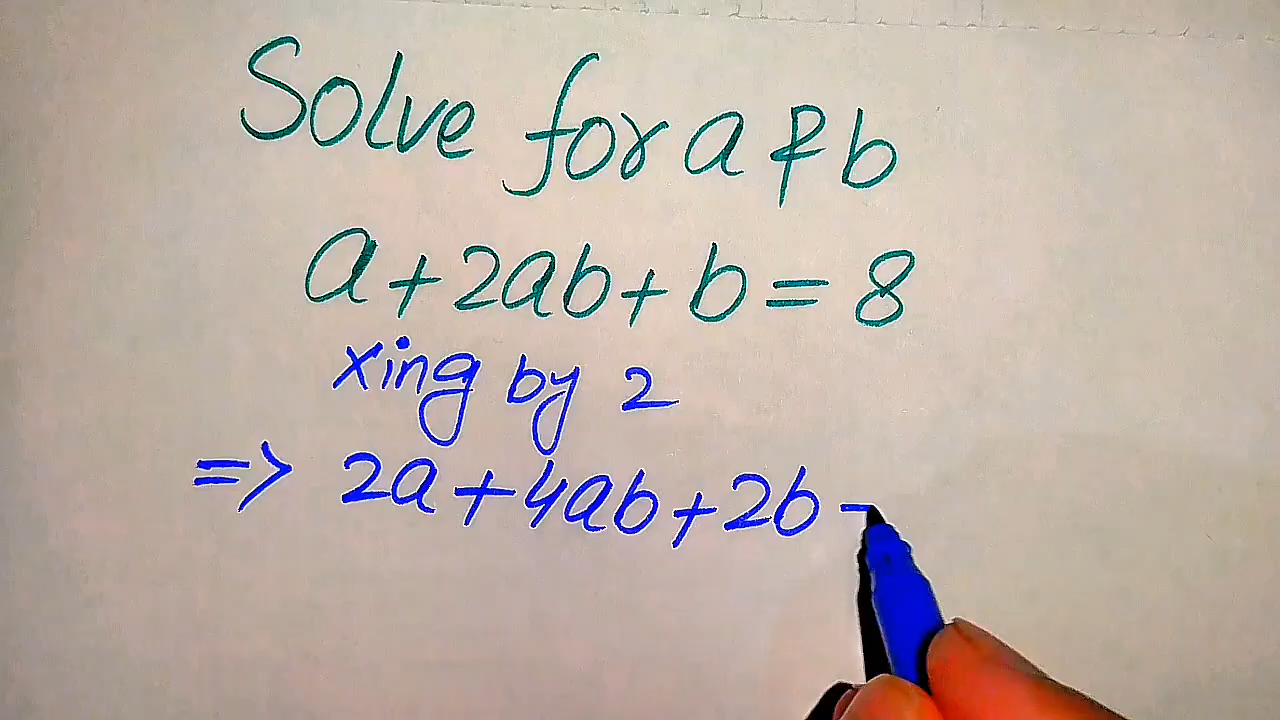 Solve for a & b
a + 2ab + b = 8
xing by 2
=> 2a + 4ab + 2b -